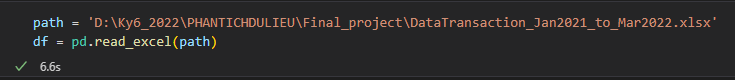 path = 'D:\Ky6_2022\PHANTICHDULIEU\Final_project\DataTransaction_Jan2021_to_Mar2022.xlsx'
df = pd.read_excel(path)
6.6s